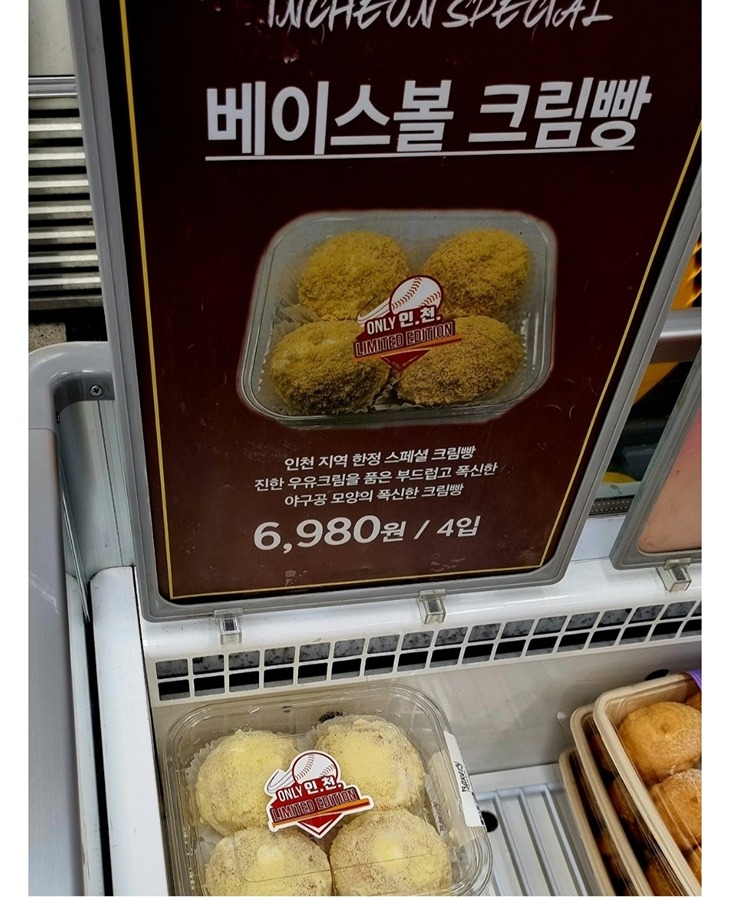 INCHEON SPECIAL
베이스볼 크림빵
ONLY 인.천.
LIMITED EDITION
인천 지역 한정 스페셜 크림빵
진한 우유크림을 품은 부드럽고 폭신한
야구공 모양의 폭신한 크림빵
6,980원 / 4입
ONLY 인.천.
LIMITED EDITION